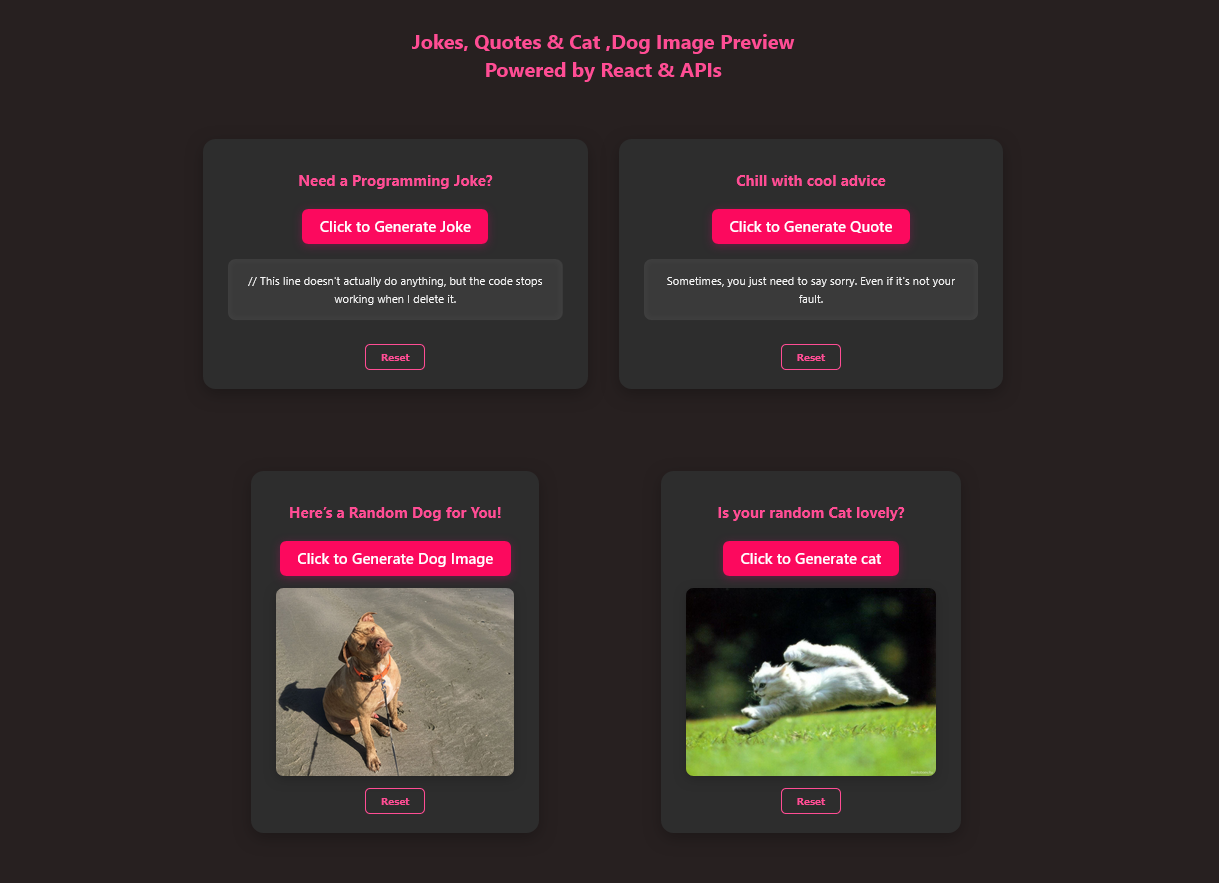 Jokes, Quotes & Cat ,Dog Image Preview
Powered by React & APIs
Need a Programming Joke?
Click to Generate Joke
// This line doesn't actually do anything, but the code stops
working when I delete it.
Reset
Chill with cool advice
Click to Generate Quote
Sometimes, you just need to say sorry. Even if it's not your
fault.
Reset
Here's a Random Dog for You!
Click to Generate Dog Image
Reset
Is your random Cat lovely?
Click to Generate cat
Reset